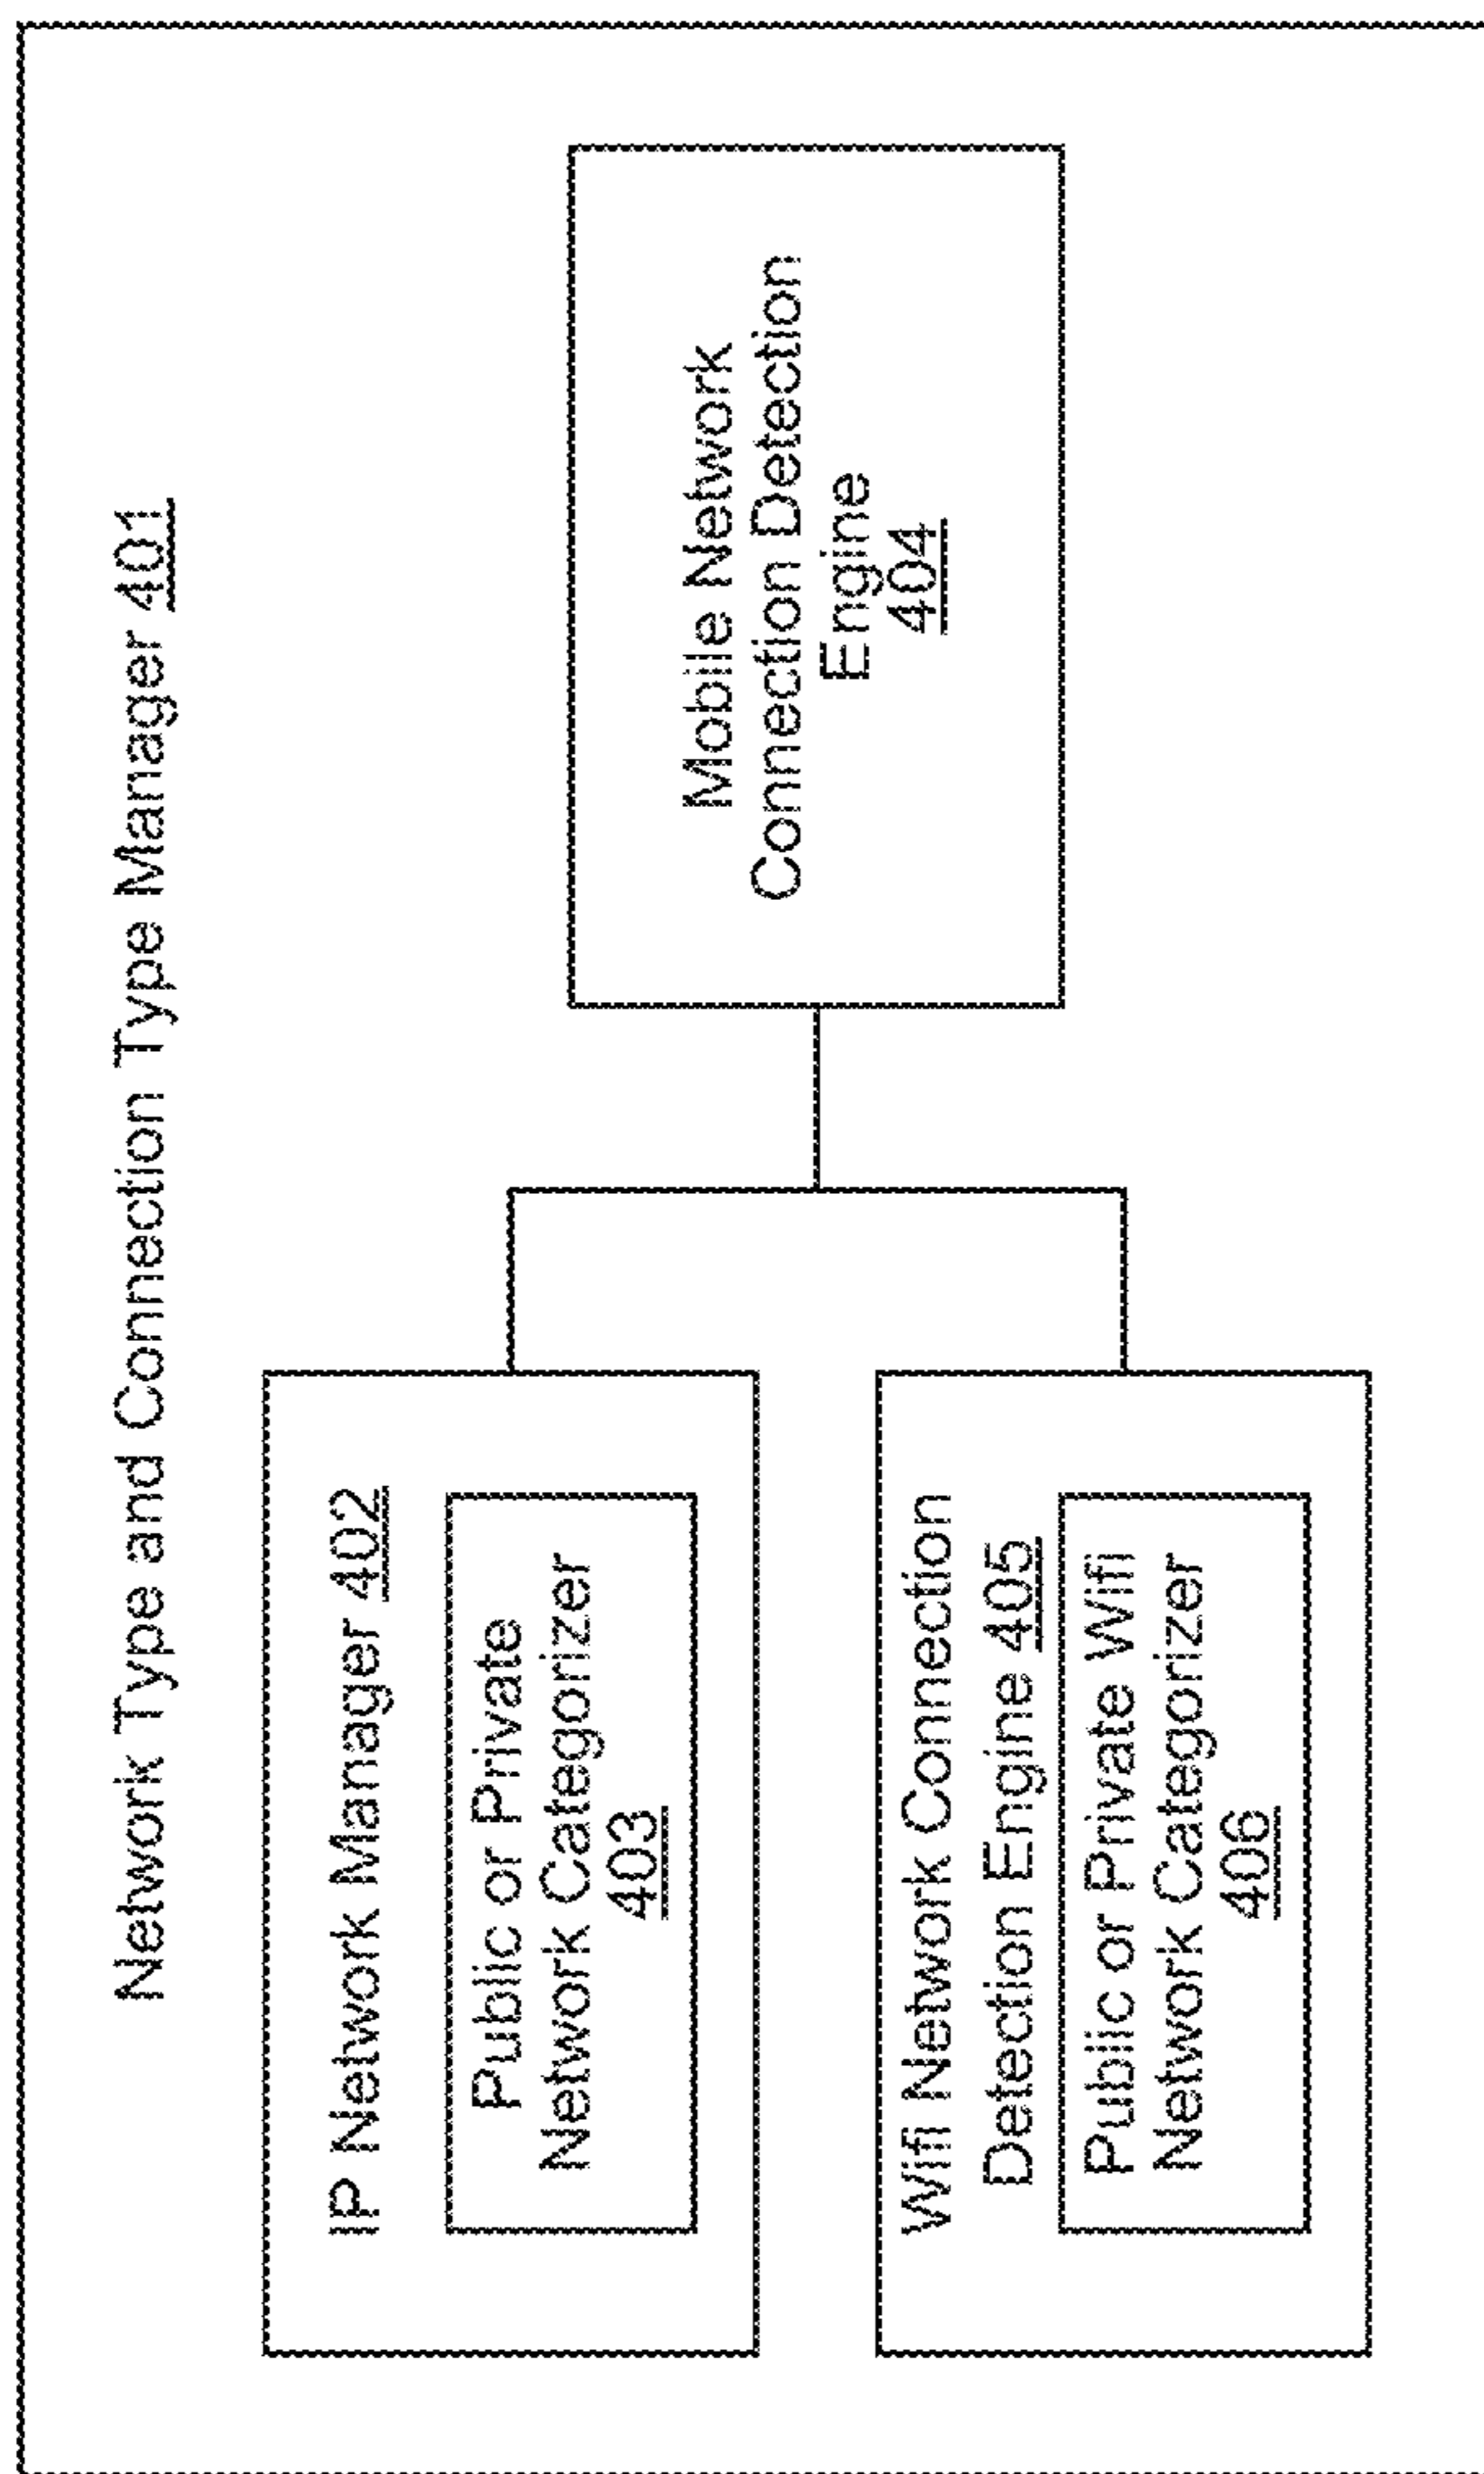 Network Type and Connection Type Manager 401
IP Network Manager 402
Public or Private
Network Categorizer
403
Mobile Network
Connection Detection
Engine
404
Wifi Network Connection
Detection Engine 405
Public or Private Wifi
Network Categorizer
406